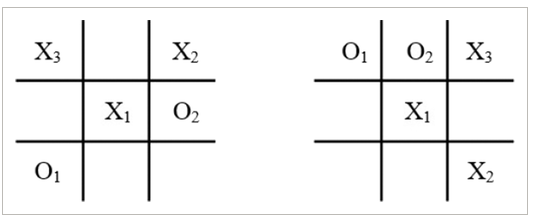 X₃ X₂ O₁ O₂ X₃
X₁ O₂ X₁
O₁ X₂